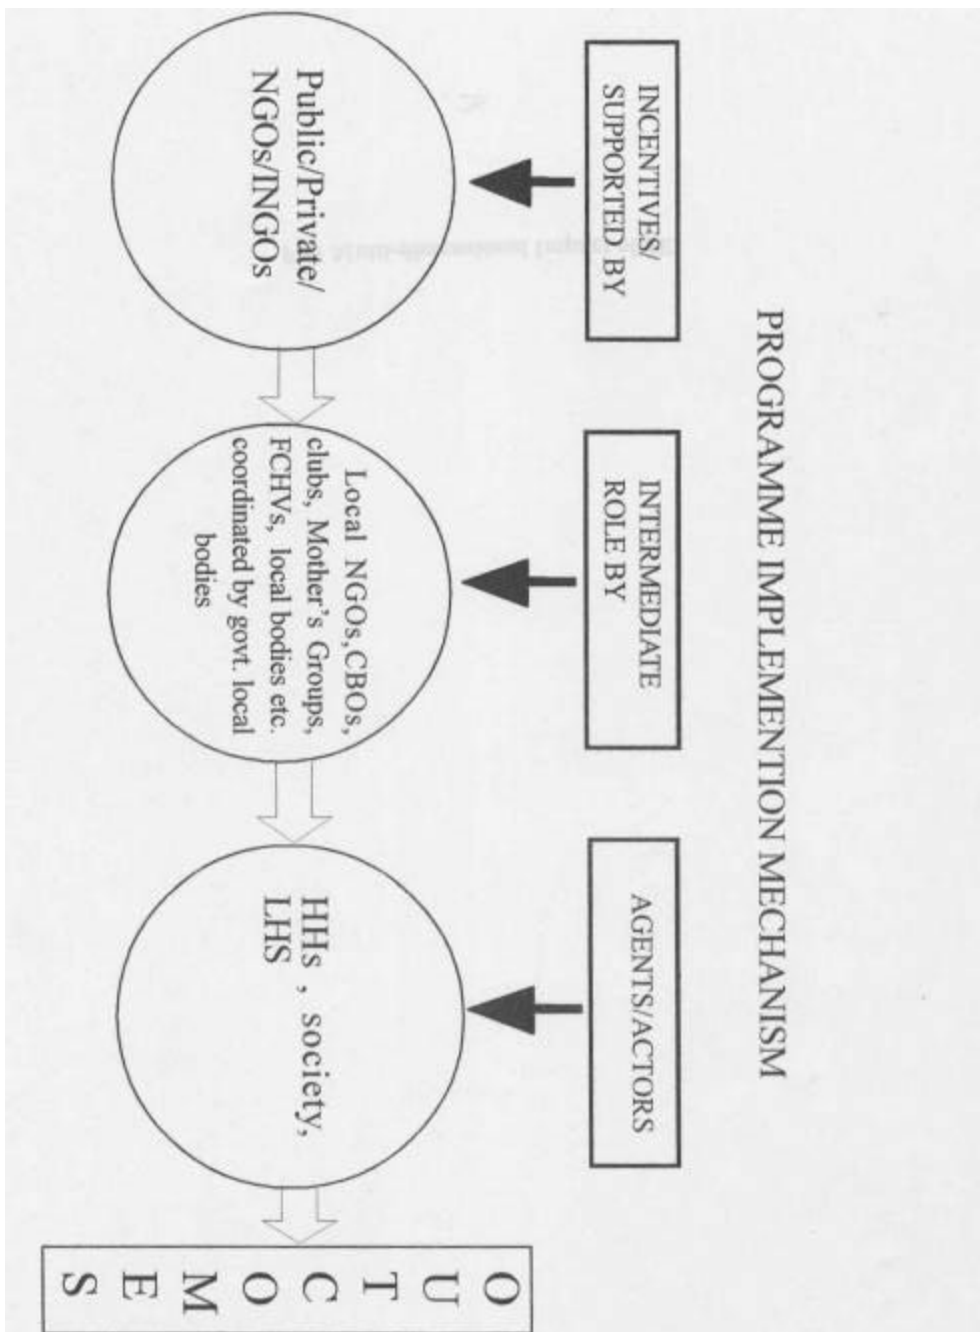 PROGRAMME IMPLEMENTION MECHANISM
INCENTIVES/
SUPPORTED BY
INTERMEDIATE
ROLE BY
AGENTS/ACTORS
Public/Private/
NGOs/INGOs
Local NGOs,CBOs,
clubs, Mother's Groups,
FCHVs, local bodies etc.
coordinated by govt. local
bodies
HHs , society,
LHS
O
U
T
C
O
M
E
S